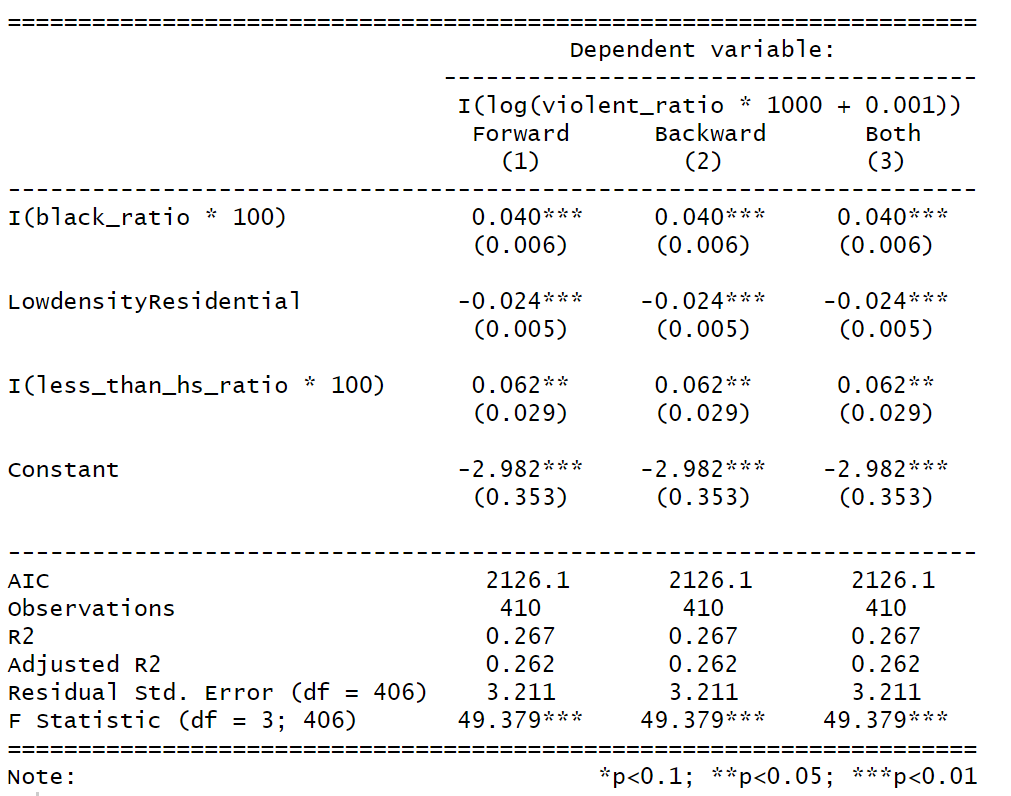 =====================================================================
Dependent variable:
--------------------------------------
I(log(violent_ratio * 1000 + 0.001))
Forward Backward Both
(1) (2) (3)
---------------------------------------------------------------------
I(black_ratio * 100) 0.040*** 0.040*** 0.040***
(0.006) (0.006) (0.006)
LowdensityResidential -0.024*** -0.024*** -0.024***
(0.005) (0.005) (0.005)
I(less_than_hs_ratio * 100) 0.062** 0.062** 0.062**
(0.029) (0.029) (0.029)
Constant -2.982*** -2.982*** -2.982***
(0.353) (0.353) (0.353)
---------------------------------------------------------------------
AIC 2126.1 2126.1 2126.1
Observations 410 410 410
R2 0.267 0.267 0.267
Adjusted R2 0.262 0.262 0.262
Residual Std. Error (df = 406) 3.211 3.211 3.211
F Statistic (df = 3; 406) 49.379*** 49.379*** 49.379***
=====================================================================
Note: *p<0.1; **p<0.05; ***p<0.01